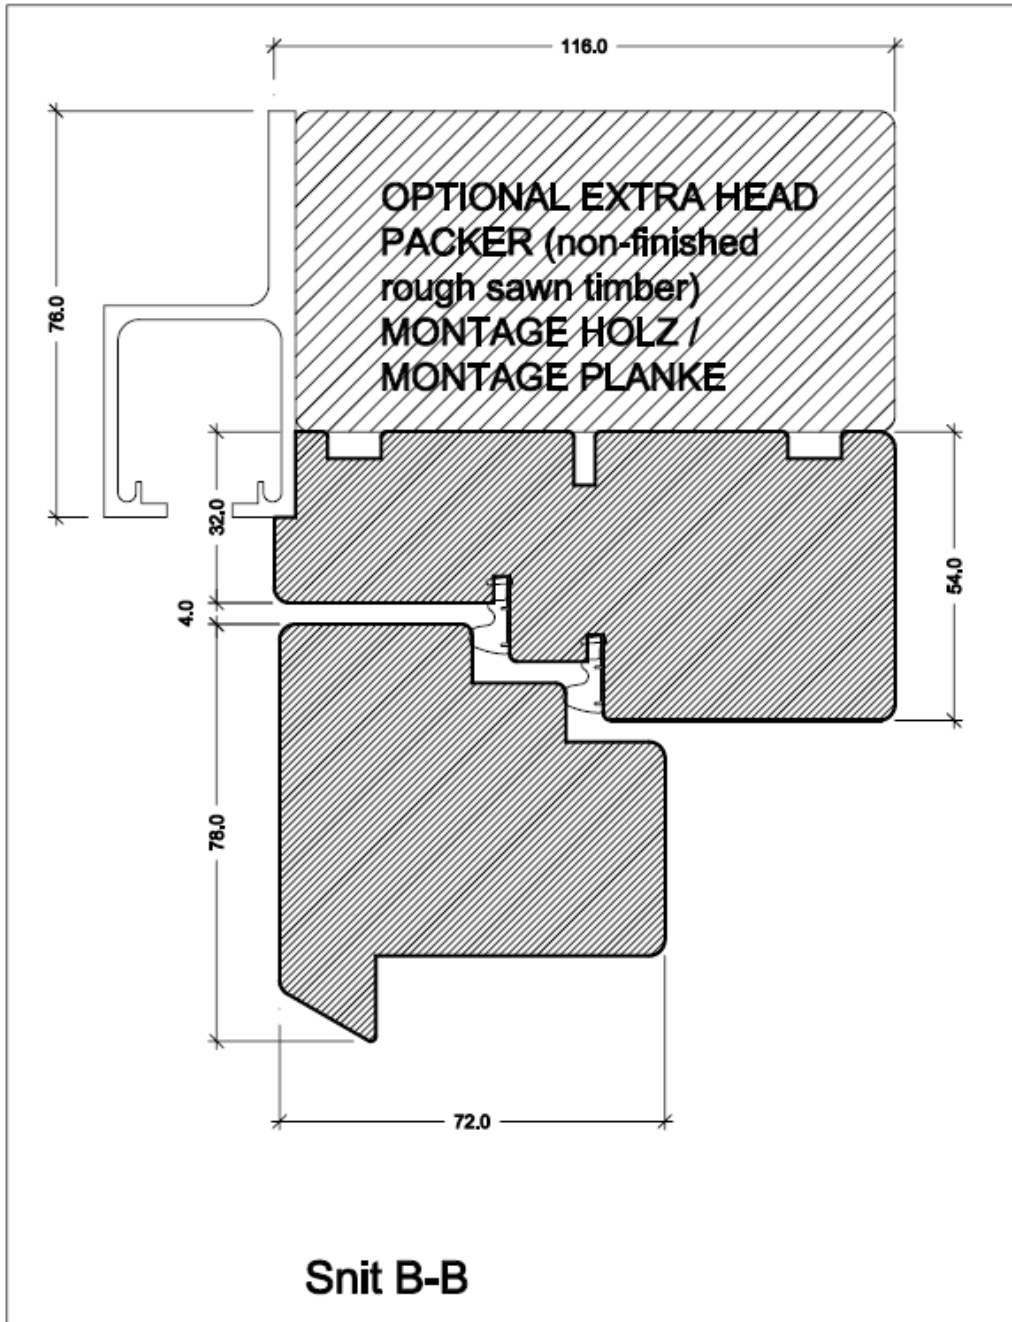 116.0
OPTIONAL EXTRA HEAD
PACKER (non-finished
rough sawn timber)
MONTAGE HOLZ /
MONTAGE PLANKE
76.0
32.0
54.0
4.0
78.0
72.0
Snit B-B